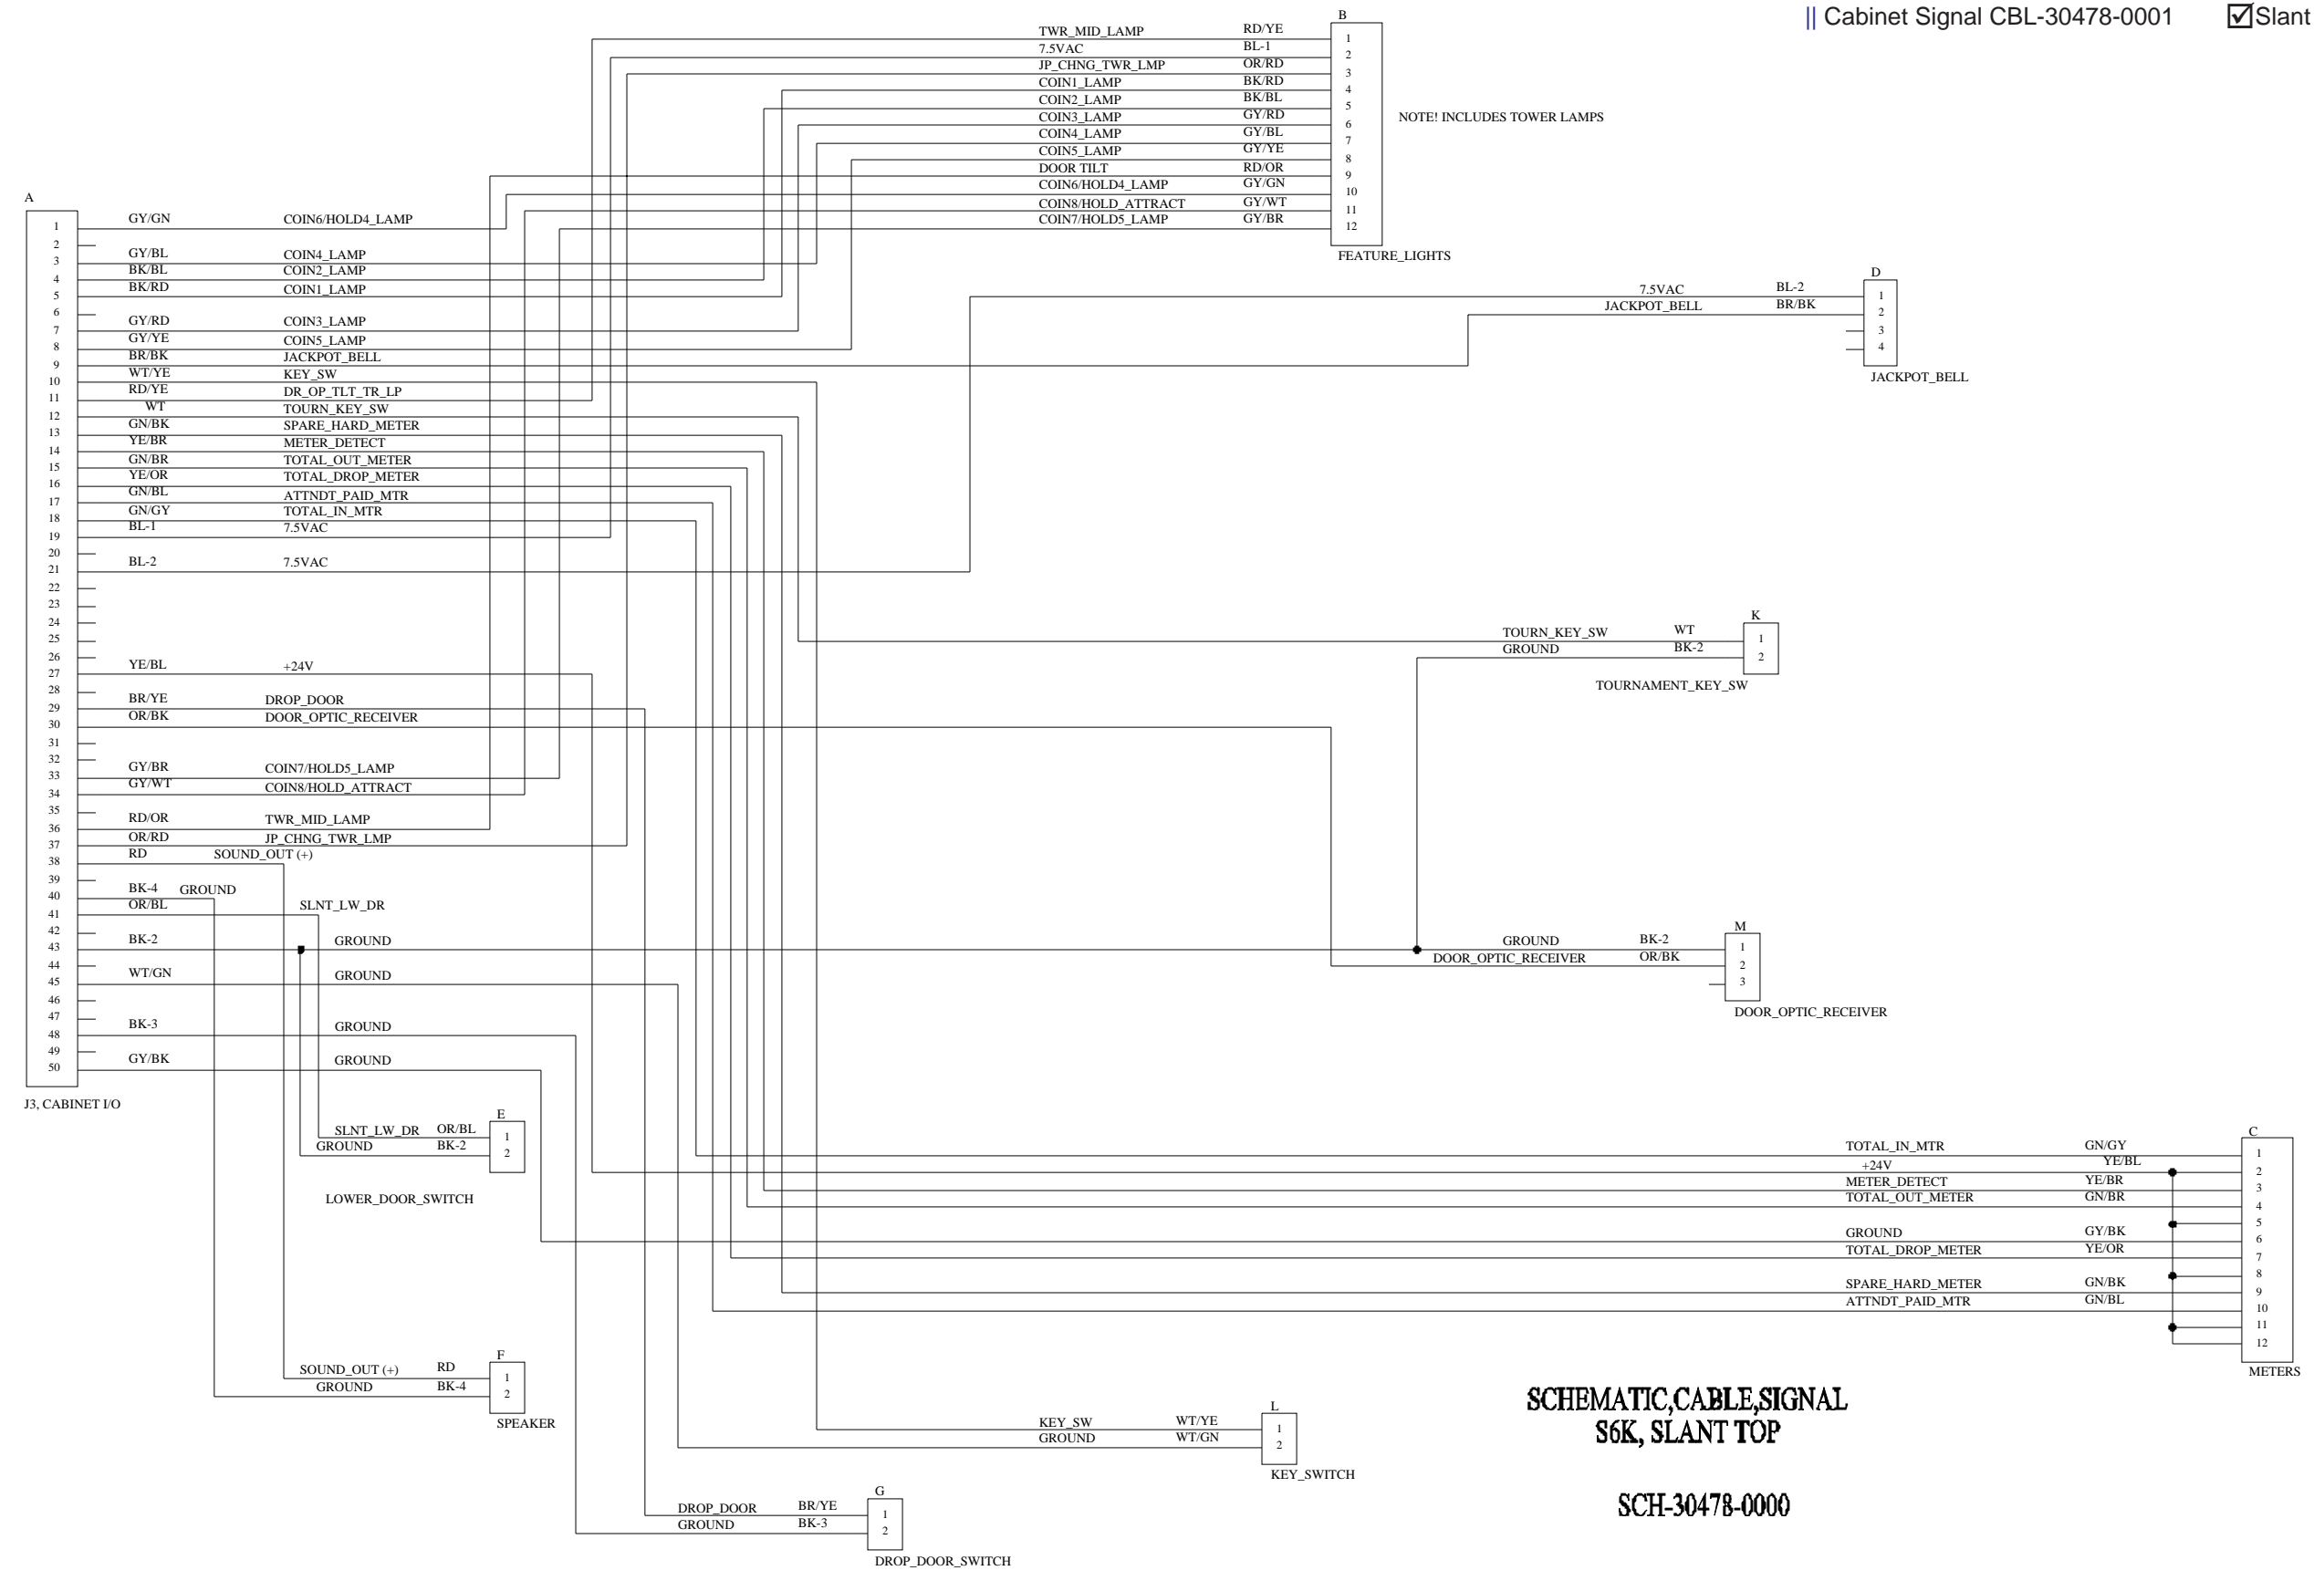 || Cabinet Signal CBL-30478-0001 ☑Slant
B
TWR_MID_LAMP RD/YE 1
7.5VAC BL-1 2
JP_CHNG_TWR_LMP OR/RD 3
COIN1_LAMP BK/RD 4
COIN2_LAMP BK/BL 5
COIN3_LAMP GY/RD 6
COIN4_LAMP GY/BL 7
COIN5_LAMP GY/YE 8
DOOR TILT RD/OR 9
COIN6/HOLD4_LAMP GY/GN 10
COIN8/HOLD_ATTRACT GY/WT 11
COIN7/HOLD5_LAMP GY/BR 12
FEATURE_LIGHTS
NOTE! INCLUDES TOWER LAMPS
A
1 GY/GN COIN6/HOLD4_LAMP
2
3 GY/BL COIN4_LAMP
4 BK/BL COIN2_LAMP
5 BK/RD COIN1_LAMP
6
7 GY/RD COIN3_LAMP
8 GY/YE COIN5_LAMP
9 BR/BK JACKPOT_BELL
10 WT/YE KEY_SW
11 RD/YE DR_OP_TLT_TR_LP
12 WT TOURN_KEY_SW
13 GN/BK SPARE_HARD_METER
14 YE/BR METER_DETECT
15 GN/BR TOTAL_OUT_METER
16 YE/OR TOTAL_DROP_METER
17 GN/BL ATTNDT_PAID_MTR
18 GN/GY TOTAL_IN_MTR
19 BL-1 7.5VAC
20
21 BL-2 7.5VAC
22
23
24
25
26
27 YE/BL +24V
28
29 BR/YE DROP_DOOR
30 OR/BK DOOR_OPTIC_RECEIVER
31
32
33 GY/BR COIN7/HOLD5_LAMP
34 GY/WT COIN8/HOLD_ATTRACT
35
36 RD/OR TWR_MID_LAMP
37 OR/RD JP_CHNG_TWR_LMP
38 RD SOUND_OUT (+)
39
40 BK-4 GROUND
41 OR/BL SLNT_LW_DR
42
43 BK-2 GROUND
44
45 WT/GN GROUND
46
47
48 BK-3 GROUND
49
50 GY/BK GROUND
J3, CABINET I/O
D
7.5VAC BL-2 1
JACKPOT_BELL BR/BK 2
3
4
JACKPOT_BELL
K
TOURN_KEY_SW WT 1
GROUND BK-2 2
TOURNAMENT_KEY_SW
M
GROUND BK-2 1
DOOR_OPTIC_RECEIVER OR/BK 2
3
DOOR_OPTIC_RECEIVER
E
SLNT_LW_DR OR/BL 1
GROUND BK-2 2
LOWER_DOOR_SWITCH
C
TOTAL_IN_MTR GN/GY 1
+24V YE/BL 2
METER_DETECT YE/BR 3
TOTAL_OUT_METER GN/BR 4
5
GROUND GY/BK 6
TOTAL_DROP_METER YE/OR 7
8
SPARE_HARD_METER GN/BK 9
ATTNDT_PAID_MTR GN/BL 10
11
12
METERS
F
SOUND_OUT (+) RD 1
GROUND BK-4 2
SPEAKER
L
KEY_SW WT/YE 1
GROUND WT/GN 2
KEY_SWITCH
G
DROP_DOOR BR/YE 1
GROUND BK-3 2
DROP_DOOR_SWITCH
SCHEMATIC,CABLE,SIGNAL
S6K, SLANT TOP
SCH-30478-0000